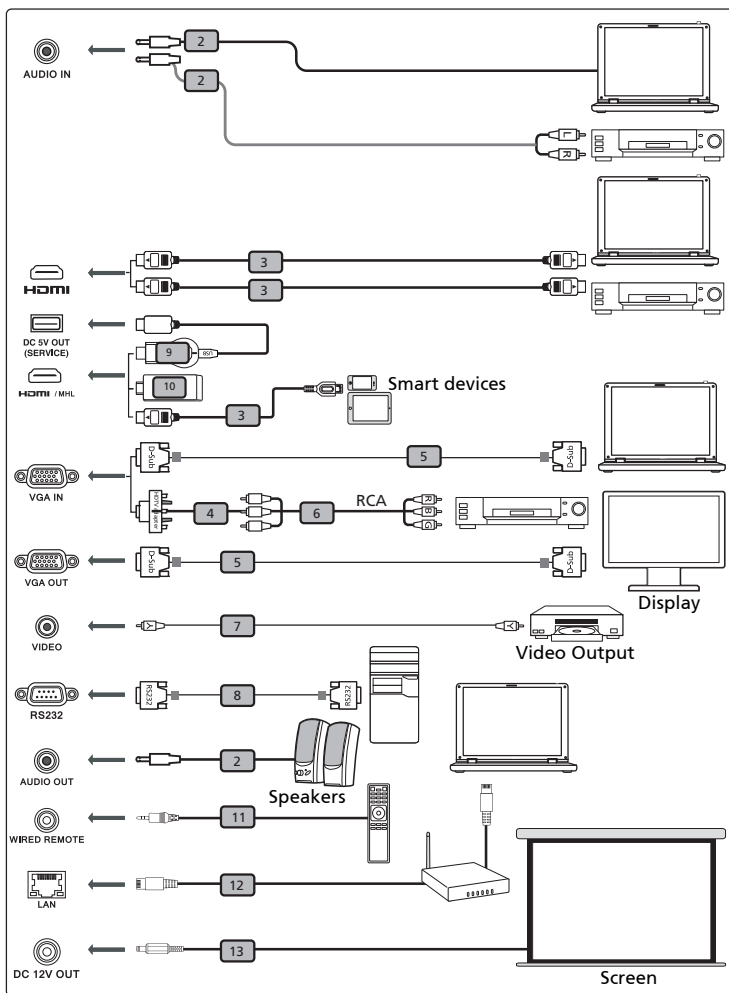 2
AUDIO IN
2
L
R
3
HDMI
3
DC 5V OUT
(SERVICE)
9
USB
10
HDMI / MHL
3
Smart devices
D-Sub
5
D-Sub
VGA IN
HDTV adapter
4
6
RCA
R
B
G
D-Sub
5
D-Sub
VGA OUT
Display
Y
7
Y
VIDEO
Video Output
RS232
8
RS232
RS232
2
AUDIO OUT
Speakers
11
WIRED REMOTE
12
LAN
13
DC 12V OUT
Screen